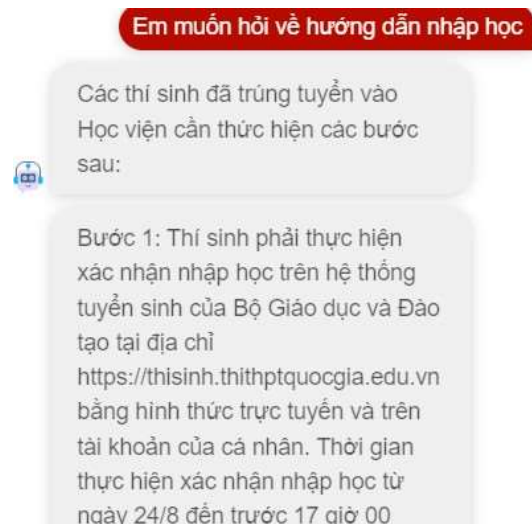 Em muốn hỏi về hướng dẫn nhập học
Các thí sinh đã trúng tuyển vào
Học viện cần thức hiện các bước
sau:
Bước 1: Thí sinh phải thực hiện
xác nhận nhập học trên hệ thống
tuyển sinh của Bộ Giáo dục và Đào
tạo tại địa chỉ
https://thisinh.thithptquocgia.edu.vn
bằng hình thức trực tuyến và trên
tài khoản của cá nhân. Thời gian
thực hiện xác nhận nhập học từ
ngày 24/8 đến trước 17 giờ 00